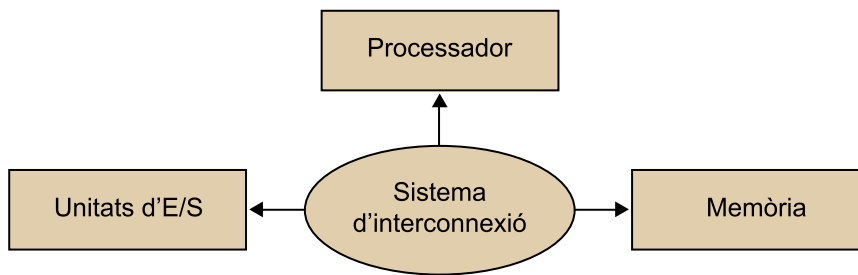 Processador
Unitats d’E/S
Sistema
d’interconnexió
Memòria